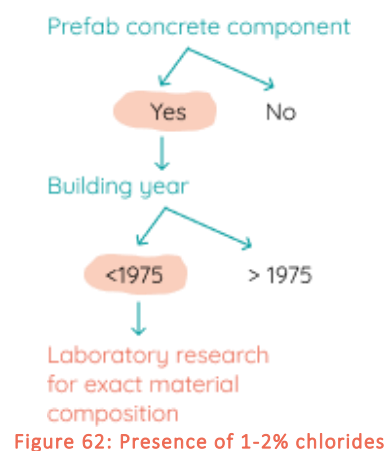 Prefab concrete component
Yes No
Building year
<1975 > 1975
Laboratory research
for exact material
composition
Figure 62: Presence of 1-2% chlorides